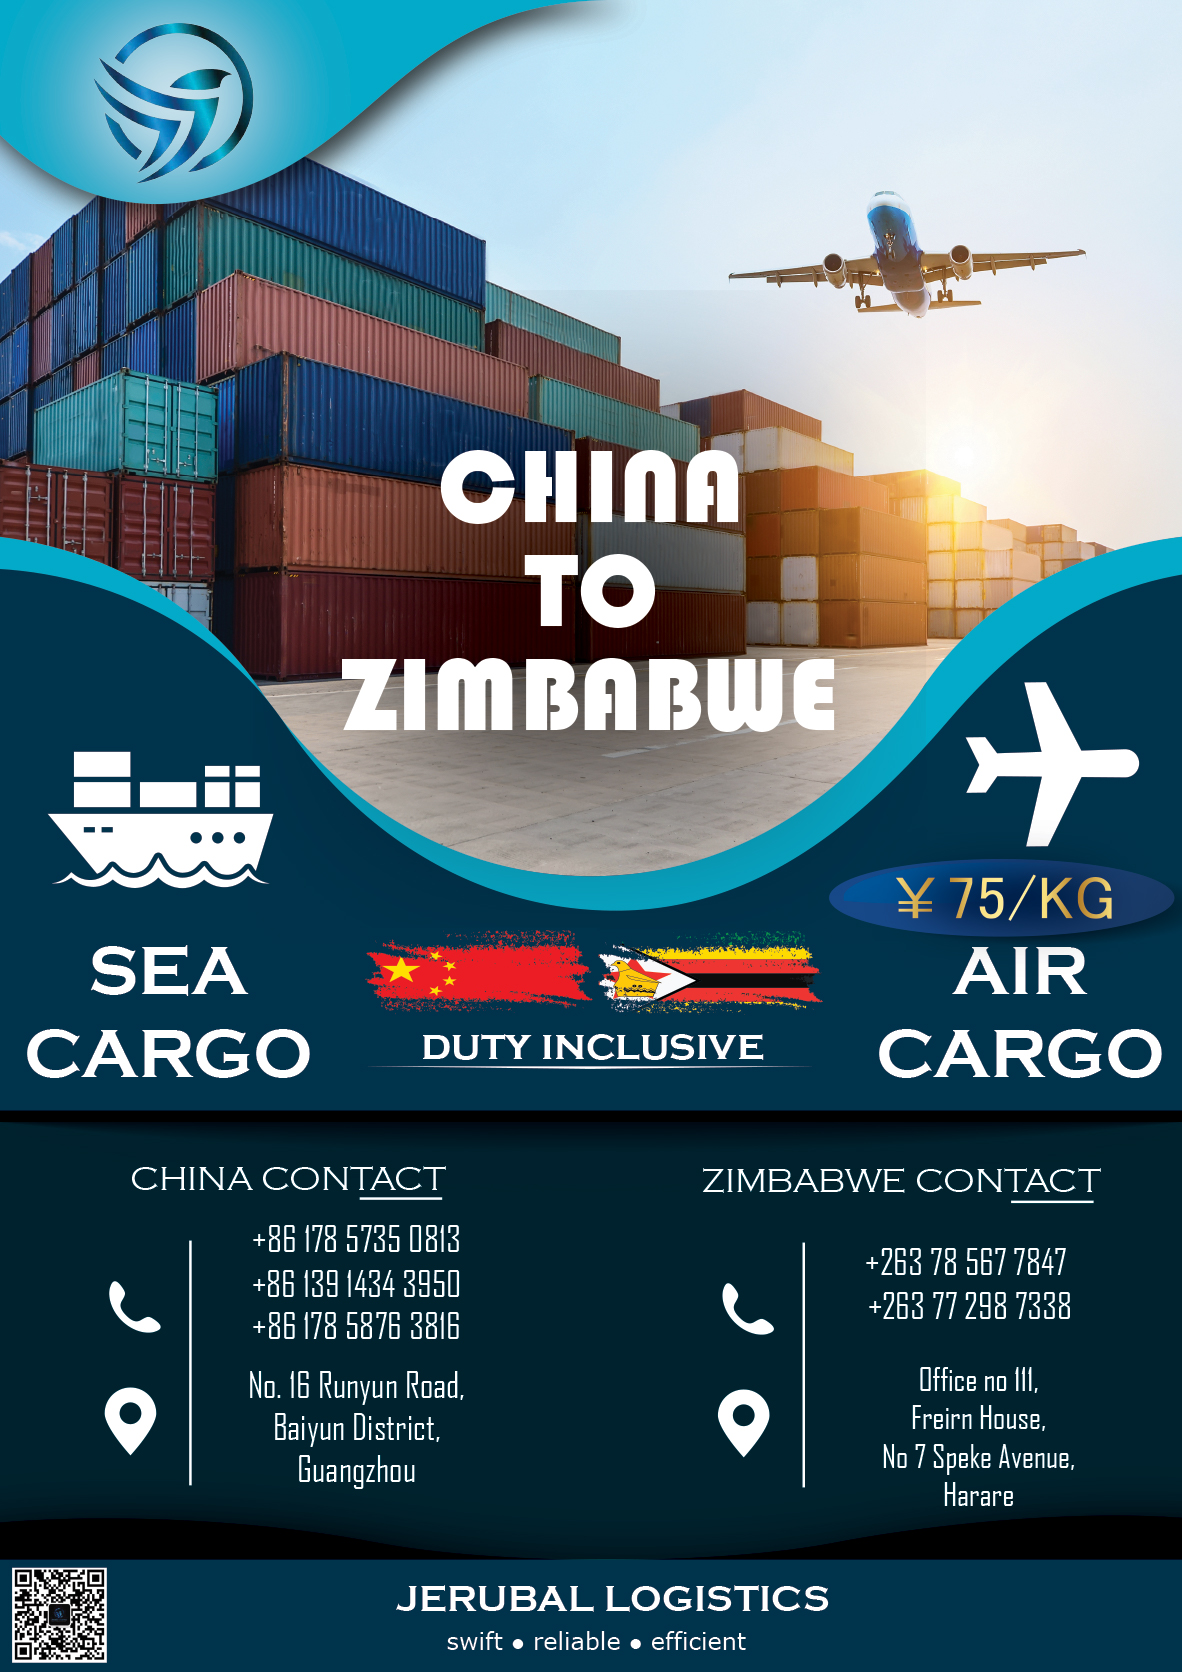 CHINA
TO
ZIMBABWE
¥ 75/KG
SEA
CARGO
DUTY INCLUSIVE
AIR
CARGO
CHINA CONTACT
+86 178 5735 0813
+86 139 1434 3950
+86 178 5876 3816
No. 16 Runyun Road,
Baiyun District,
Guangzhou
ZIMBABWE CONTACT
+263 78 567 7847
+263 77 298 7338
Office no 111,
Freirn House,
No 7 Speke Avenue,
Harare
JERUBAL LOGISTICS
swift ● reliable ● efficient